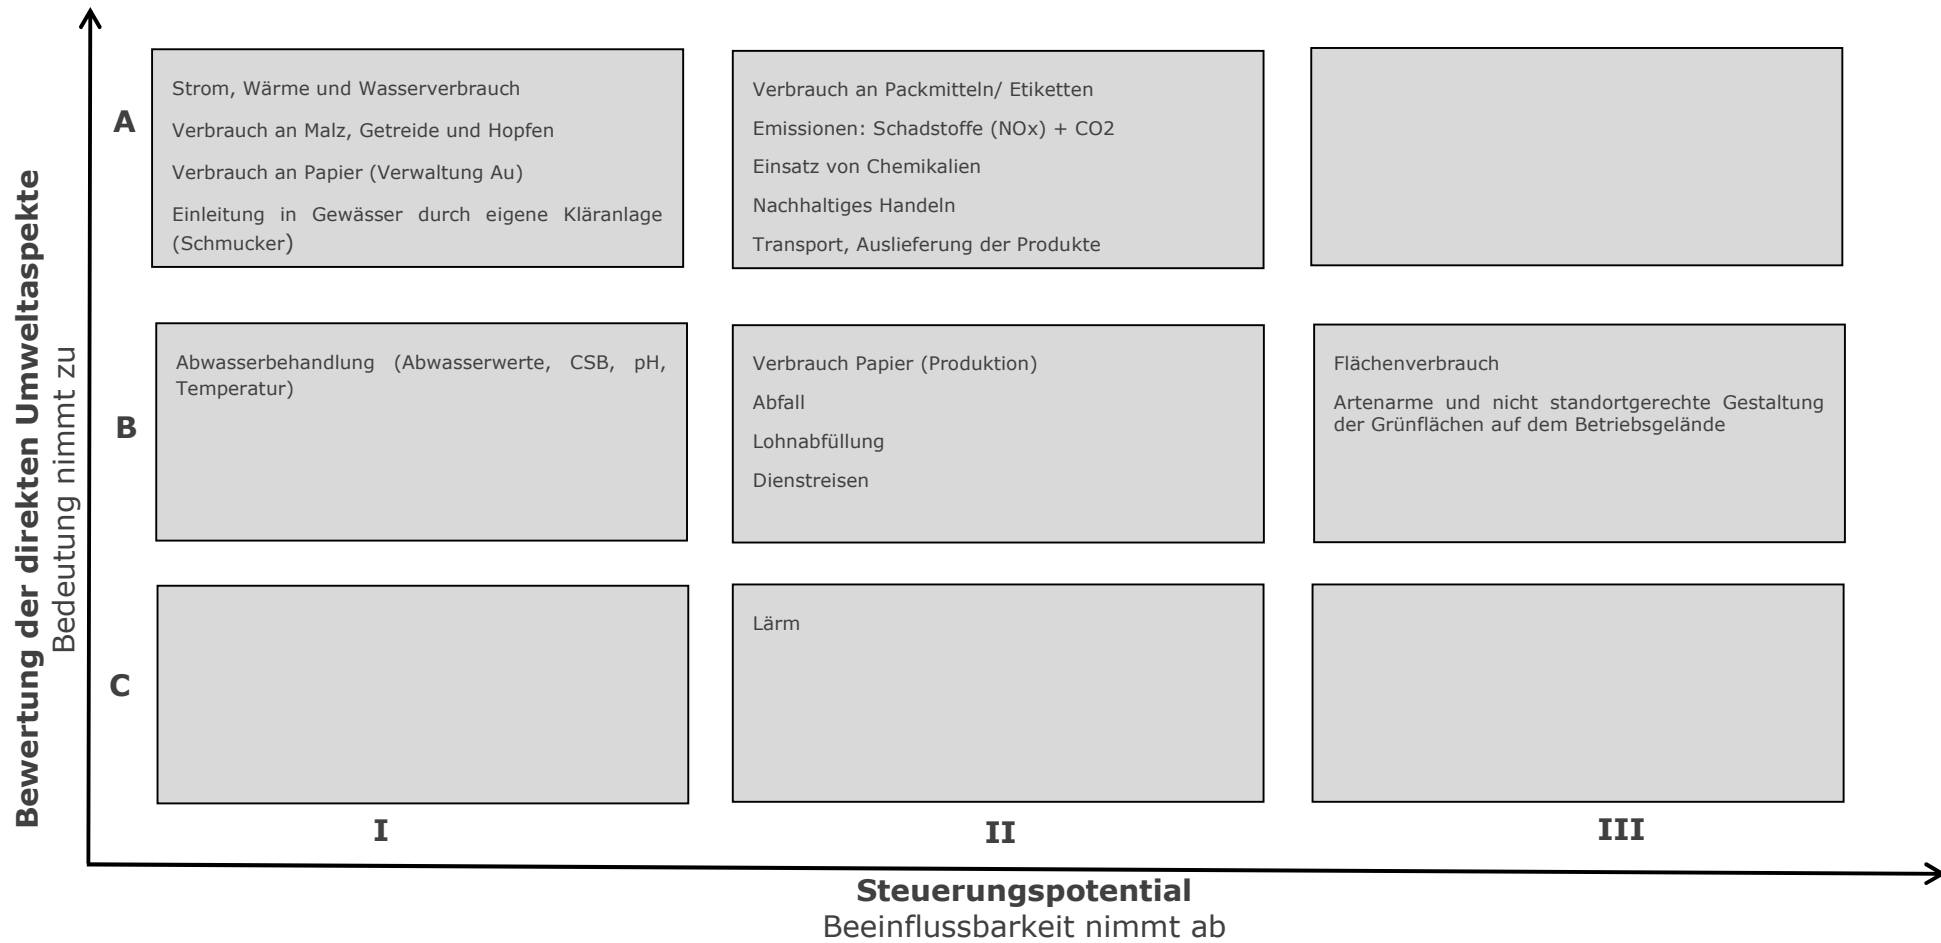 Bewertung der direkten Umweltaspekte
Bedeutung nimmt zu
A
Strom, Wärme und Wasserverbrauch
Verbrauch an Malz, Getreide und Hopfen
Verbrauch an Papier (Verwaltung Au)
Einleitung in Gewässer durch eigene Kläranlage
(Schmucker)
Verbrauch an Packmitteln/ Etiketten
Emissionen: Schadstoffe (NOx) + CO2
Einsatz von Chemikalien
Nachhaltiges Handeln
Transport, Auslieferung der Produkte
B
Abwasserbehandlung (Abwasserwerte, CSB, pH,
Temperatur)
Verbrauch Papier (Produktion)
Abfall
Lohnabfüllung
Dienstreisen
Flächenverbrauch
Artenarme und nicht standortgerechte Gestaltung
der Grünflächen auf dem Betriebsgelände
C
Lärm
I
II
III
Steuerungspotential
Beeinflussbarkeit nimmt ab